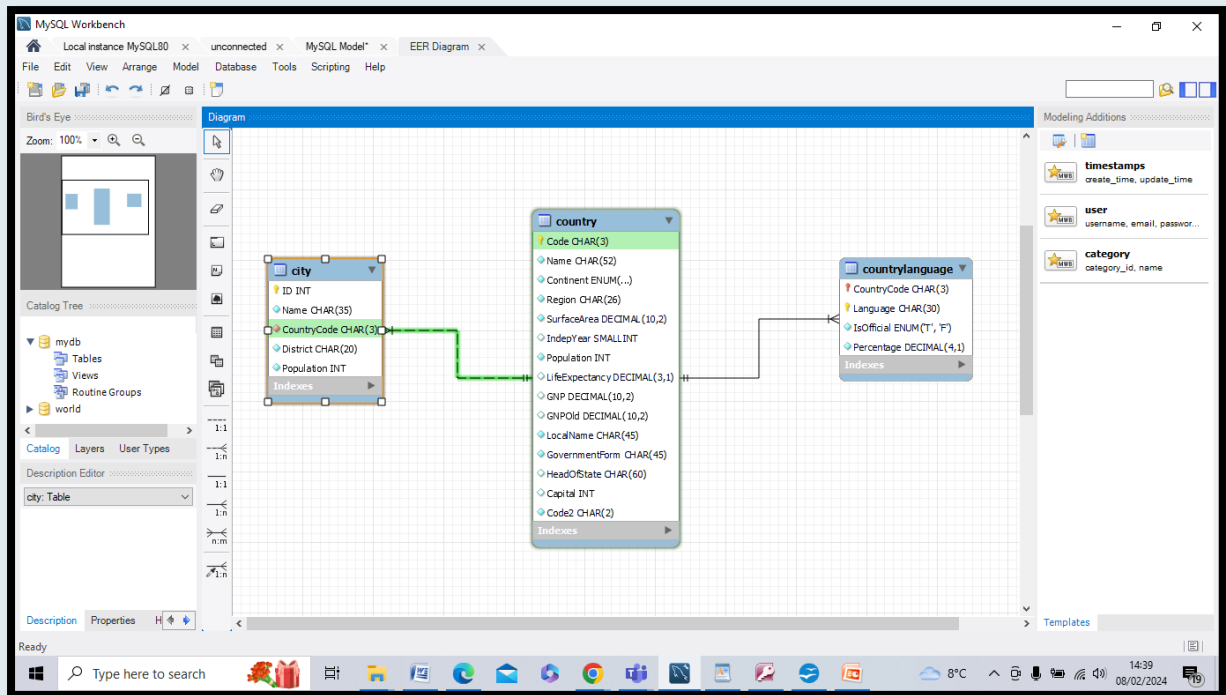 MySQL Workbench
Local instance MySQL80 × unconnected × MySQL Model* × EER Diagram ×
File Edit View Arrange Model Database Tools Scripting Help
Bird's Eye
Zoom: 100%
Diagram
Modeling Additions
timestamps
create_time, update_time
user
username, email, passwor...
category
category_id, name
Templates
Catalog Tree
mydb
Tables
Views
Routine Groups
world
Catalog Layers User Types
Description Editor
city: Table
Description Properties H
1:1
1:n
1:1
1:n
n:m
1:n
city
ID INT
Name CHAR(35)
CountryCode CHAR(3)
District CHAR(20)
Population INT
Indexes
country
Code CHAR(3)
Name CHAR(52)
Continent ENUM(...)
Region CHAR(26)
SurfaceArea DECIMAL(10,2)
IndepYear SMALLINT
Population INT
LifeExpectancy DECIMAL(3,1)
GNP DECIMAL(10,2)
GNPOld DECIMAL(10,2)
LocalName CHAR(45)
GovernmentForm CHAR(45)
HeadOfState CHAR(60)
Capital INT
Code2 CHAR(2)
Indexes
countrylanguage
CountryCode CHAR(3)
Language CHAR(30)
IsOfficial ENUM('T', 'F')
Percentage DECIMAL(4,1)
Indexes
Ready
Type here to search
8°C
14:39
08/02/2024
19